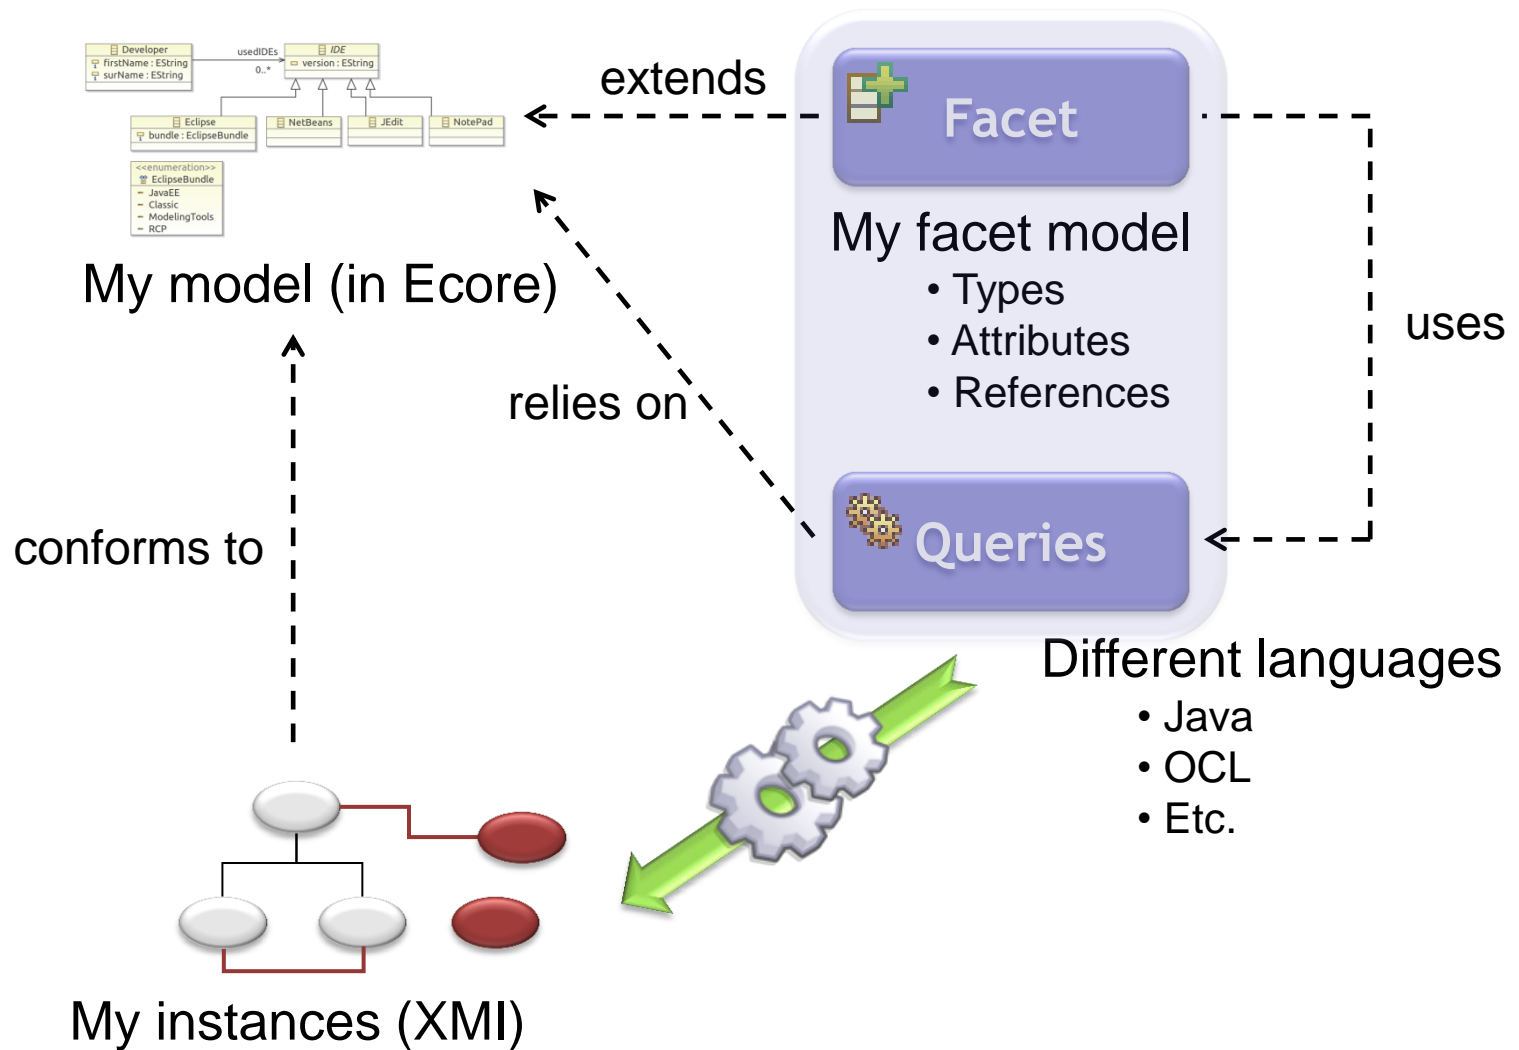 Developer
firstName : EString
surName : EString
usedIDEs
0..*
IDE
version : EString
Eclipse
bundle : EclipseBundle
NetBeans
JEdit
NotePad
<<enumeration>>
EclipseBundle
JavaEE
Classic
ModelingTools
RCP
My model (in Ecore)
extends
Facet
My facet model
• Types
• Attributes
• References
uses
relies on
conforms to
Queries
Different languages
• Java
• OCL
• Etc.
My instances (XMI)